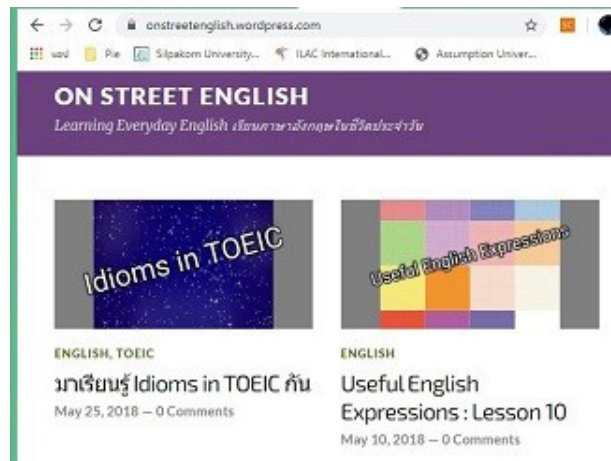 onstreetenglish.wordpress.com
แอป Pie Silpakorn University... ILAC International... Assumption Univer...
ON STREET ENGLISH
Learning Everyday English เรียนภาษาอังกฤษในชีวิตประจำวัน
Idioms in TOEIC
Useful English Expressions
ENGLISH, TOEIC
มาเรียนรู้ Idioms in TOEIC กัน
May 25, 2018 — 0 Comments
ENGLISH
Useful English
Expressions : Lesson 10
May 10, 2018 — 0 Comments